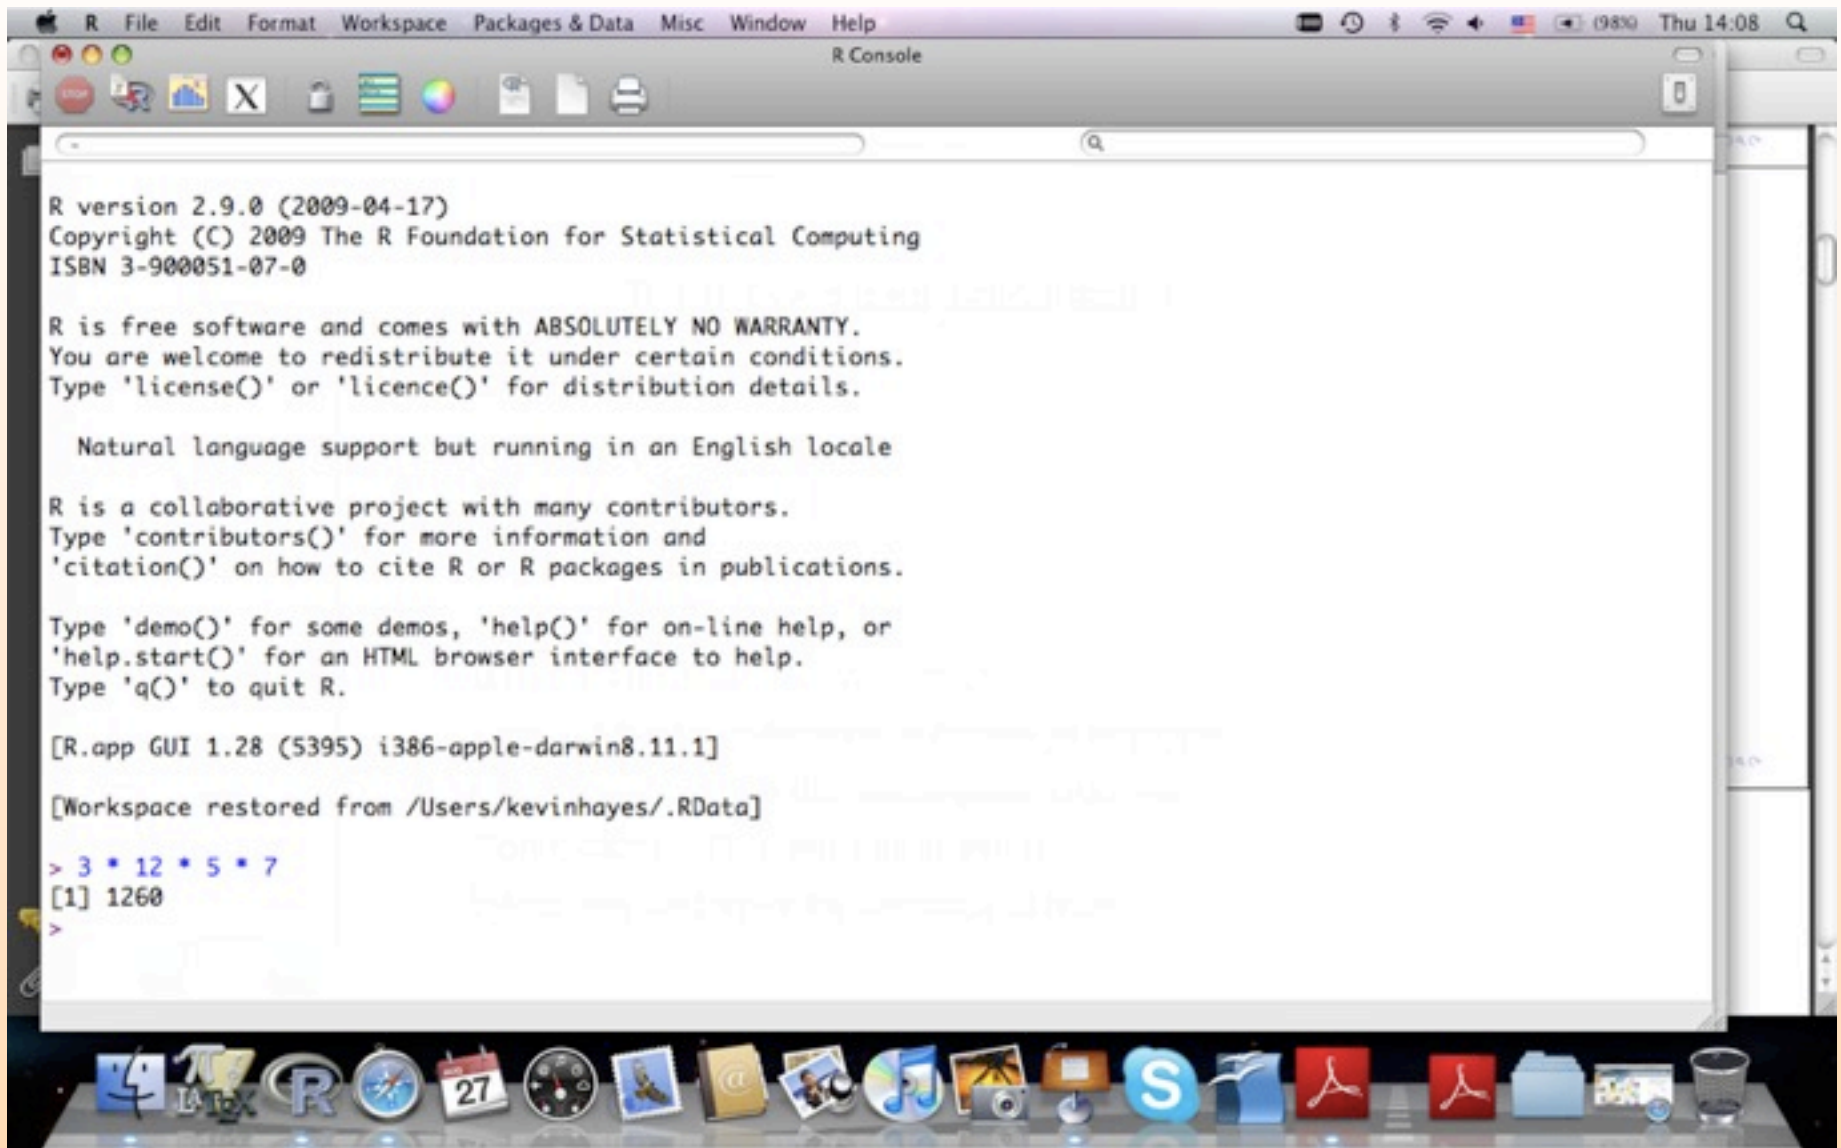 R File Edit Format Workspace Packages & Data Misc Window Help (98%) Thu 14:08
R Console
STOP R X
-
R version 2.9.0 (2009-04-17)
Copyright (C) 2009 The R Foundation for Statistical Computing
ISBN 3-900051-07-0
R is free software and comes with ABSOLUTELY NO WARRANTY.
You are welcome to redistribute it under certain conditions.
Type 'license()' or 'licence()' for distribution details.
Natural language support but running in an English locale
R is a collaborative project with many contributors.
Type 'contributors()' for more information and
'citation()' on how to cite R or R packages in publications.
Type 'demo()' for some demos, 'help()' for on-line help, or
'help.start()' for an HTML browser interface to help.
Type 'q()' to quit R.
[R.app GUI 1.28 (5395) i386-apple-darwin8.11.1]
[Workspace restored from /Users/kevinhayes/.RData]
> 3 * 12 * 5 * 7
[1] 1260
>
π LATEX R AUG 27 @ S